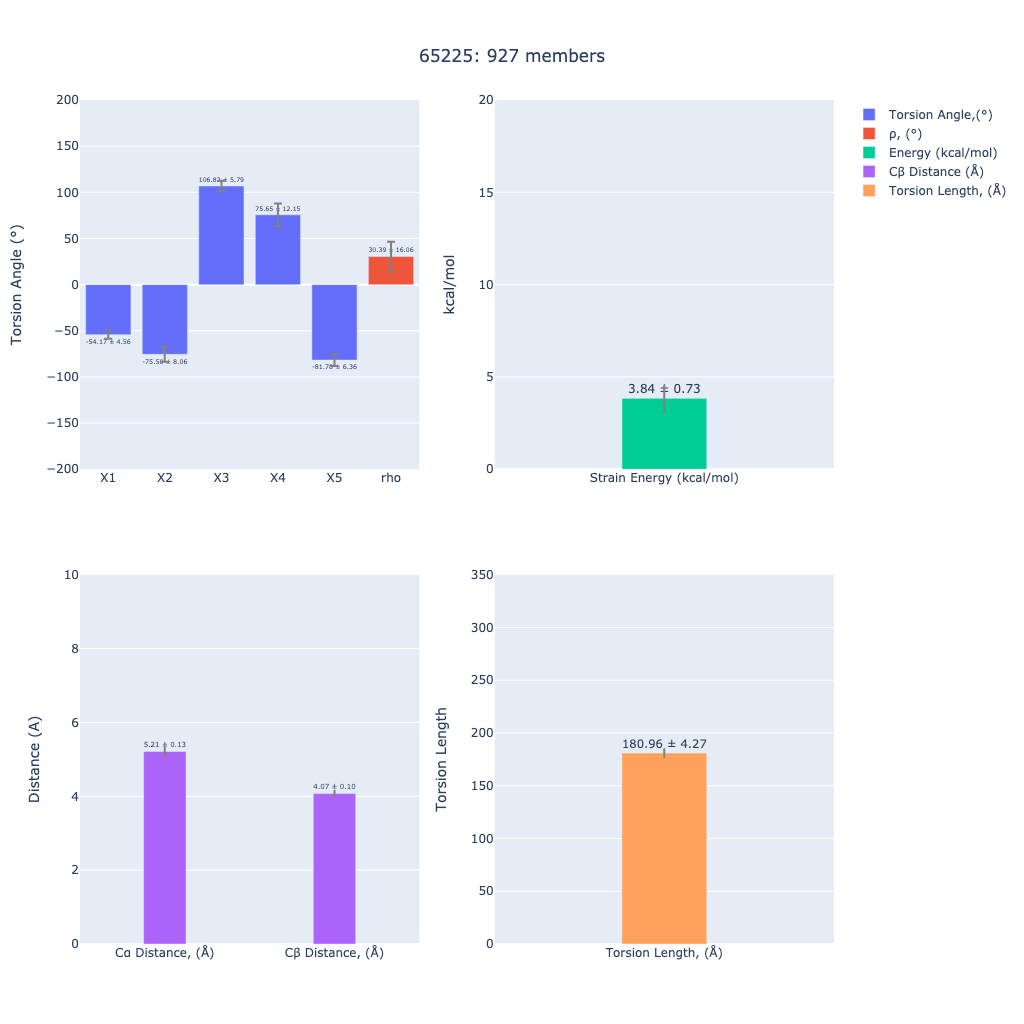 65225: 927 members
200
150
100
50
0
−50
−100
−150
−200
Torsion Angle (°)
-54.17 ± 4.56
106.82 ± 5.79
75.65 ± 12.15
-81.78 ± 6.36
30.39 ± 16.06
X1
X2
X3
X4
X5
rho
20
15
10
5
0
kcal/mol
3.84 ± 0.73
Strain Energy (kcal/mol)
Torsion Angle,(°)
ρ, (°)
Energy (kcal/mol)
Cβ Distance (Å)
Torsion Length, (Å)
10
8
6
4
2
0
Distance (A)
5.21 ± 0.13
4.07 ± 0.10
Cα Distance, (Å)
Cβ Distance, (Å)
350
300
250
200
150
100
50
0
Torsion Length
180.96 ± 4.27
Torsion Length, (Å)